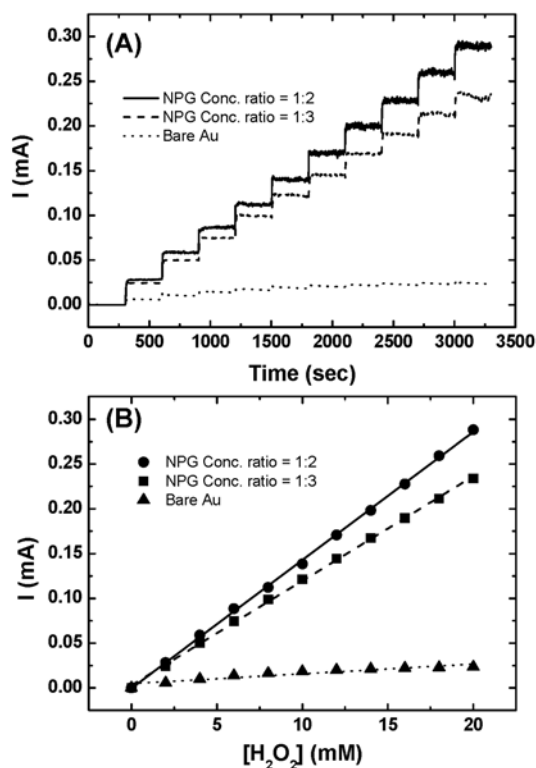 (A)
NPG Conc. ratio = 1:2
NPG Conc. ratio = 1:3
Bare Au
I (mA)
0.30
0.25
0.20
0.15
0.10
0.05
0.00
0 500 1000 1500 2000 2500 3000 3500
Time (sec)
(B)
NPG Conc. ratio = 1:2
NPG Conc. ratio = 1:3
Bare Au
I (mA)
0.30
0.25
0.20
0.15
0.10
0.05
0.00
0 5 10 15 20
[H₂O₂] (mM)